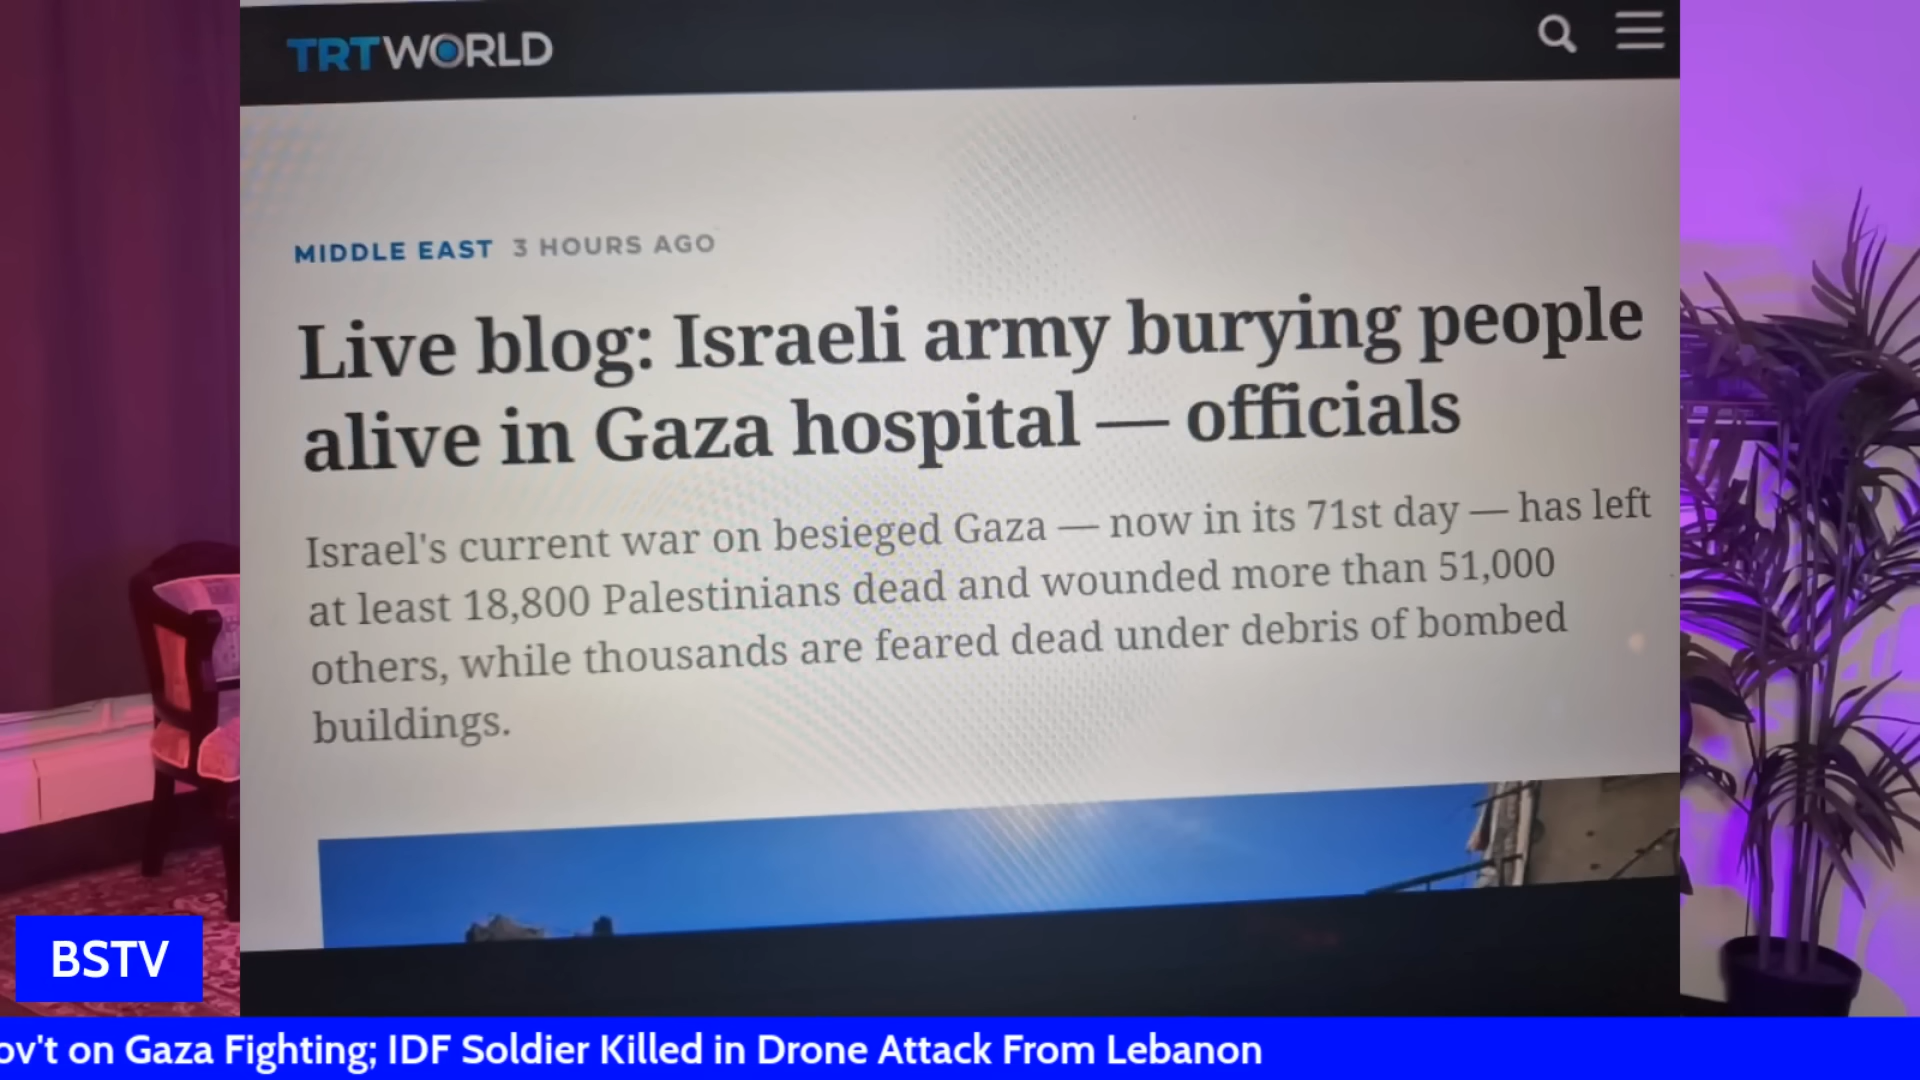 TRTWORLD
MIDDLE EAST 3 HOURS AGO
Live blog: Israeli army burying people
alive in Gaza hospital — officials
Israel's current war on besieged Gaza — now in its 71st day — has left
at least 18,800 Palestinians dead and wounded more than 51,000
others, while thousands are feared dead under debris of bombed
buildings.
BSTV
ov't on Gaza Fighting; IDF Soldier Killed in Drone Attack From Lebanon